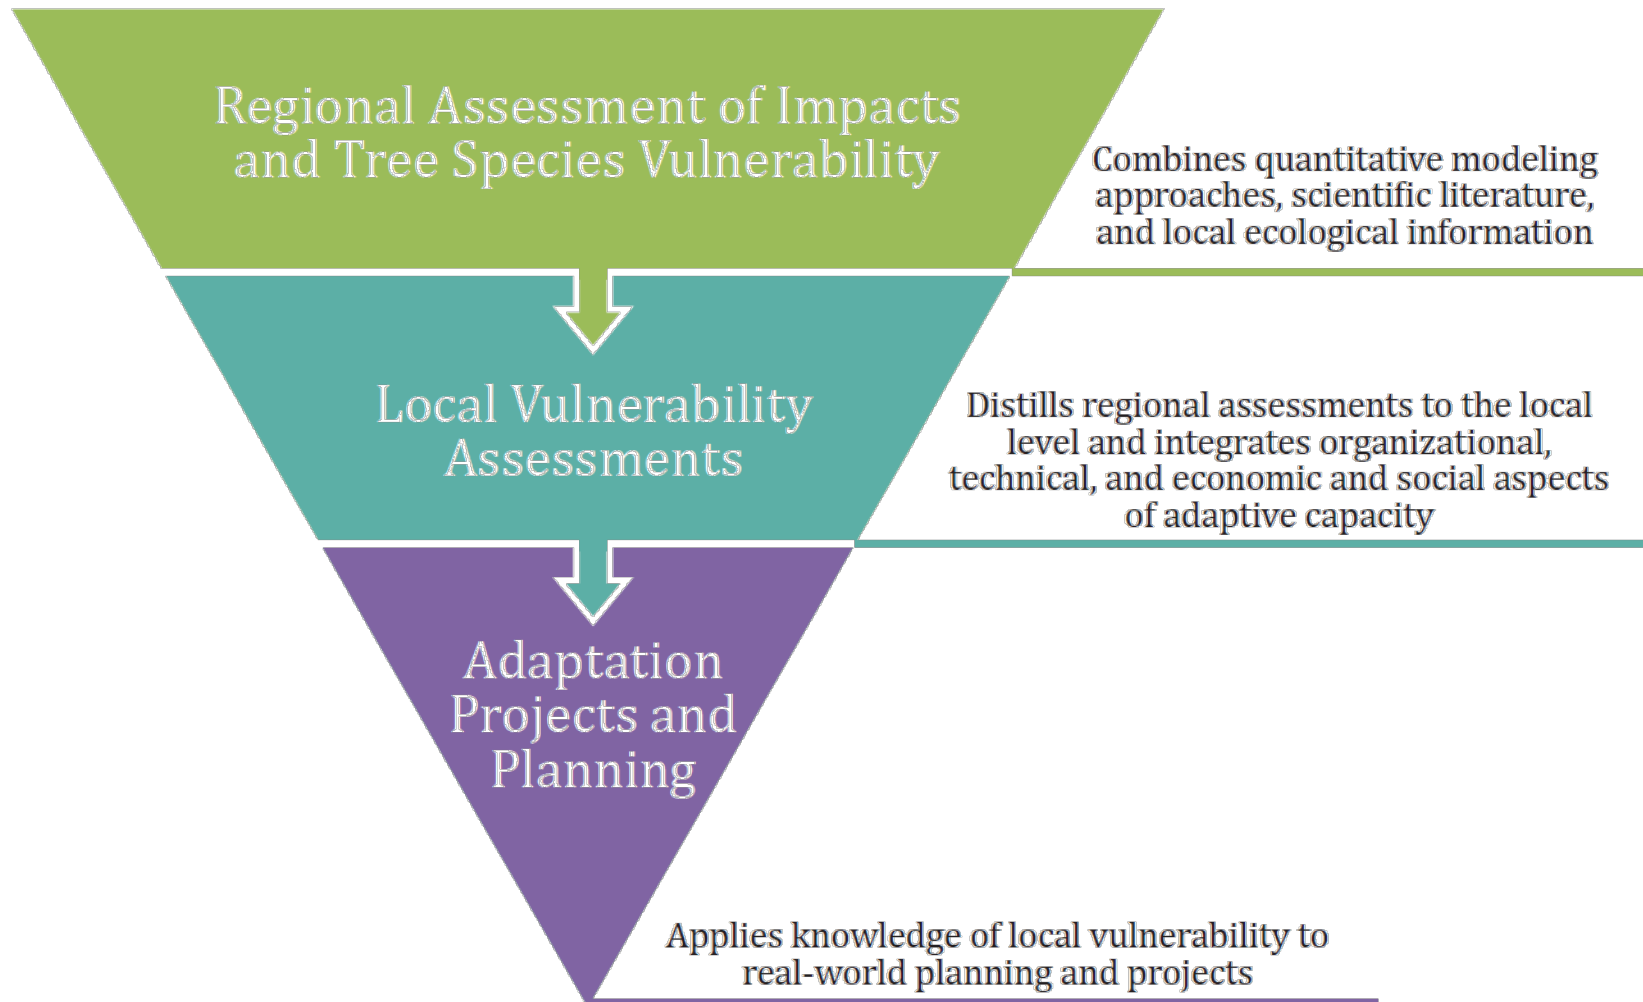 Regional Assessment of Impacts
and Tree Species Vulnerability
Combines quantitative modeling
approaches, scientific literature,
and local ecological information
Local Vulnerability
Assessments
Distills regional assessments to the local
level and integrates organizational,
technical, and economic and social aspects
of adaptive capacity
Adaptation
Projects and
Planning
Applies knowledge of local vulnerability to
real-world planning and projects